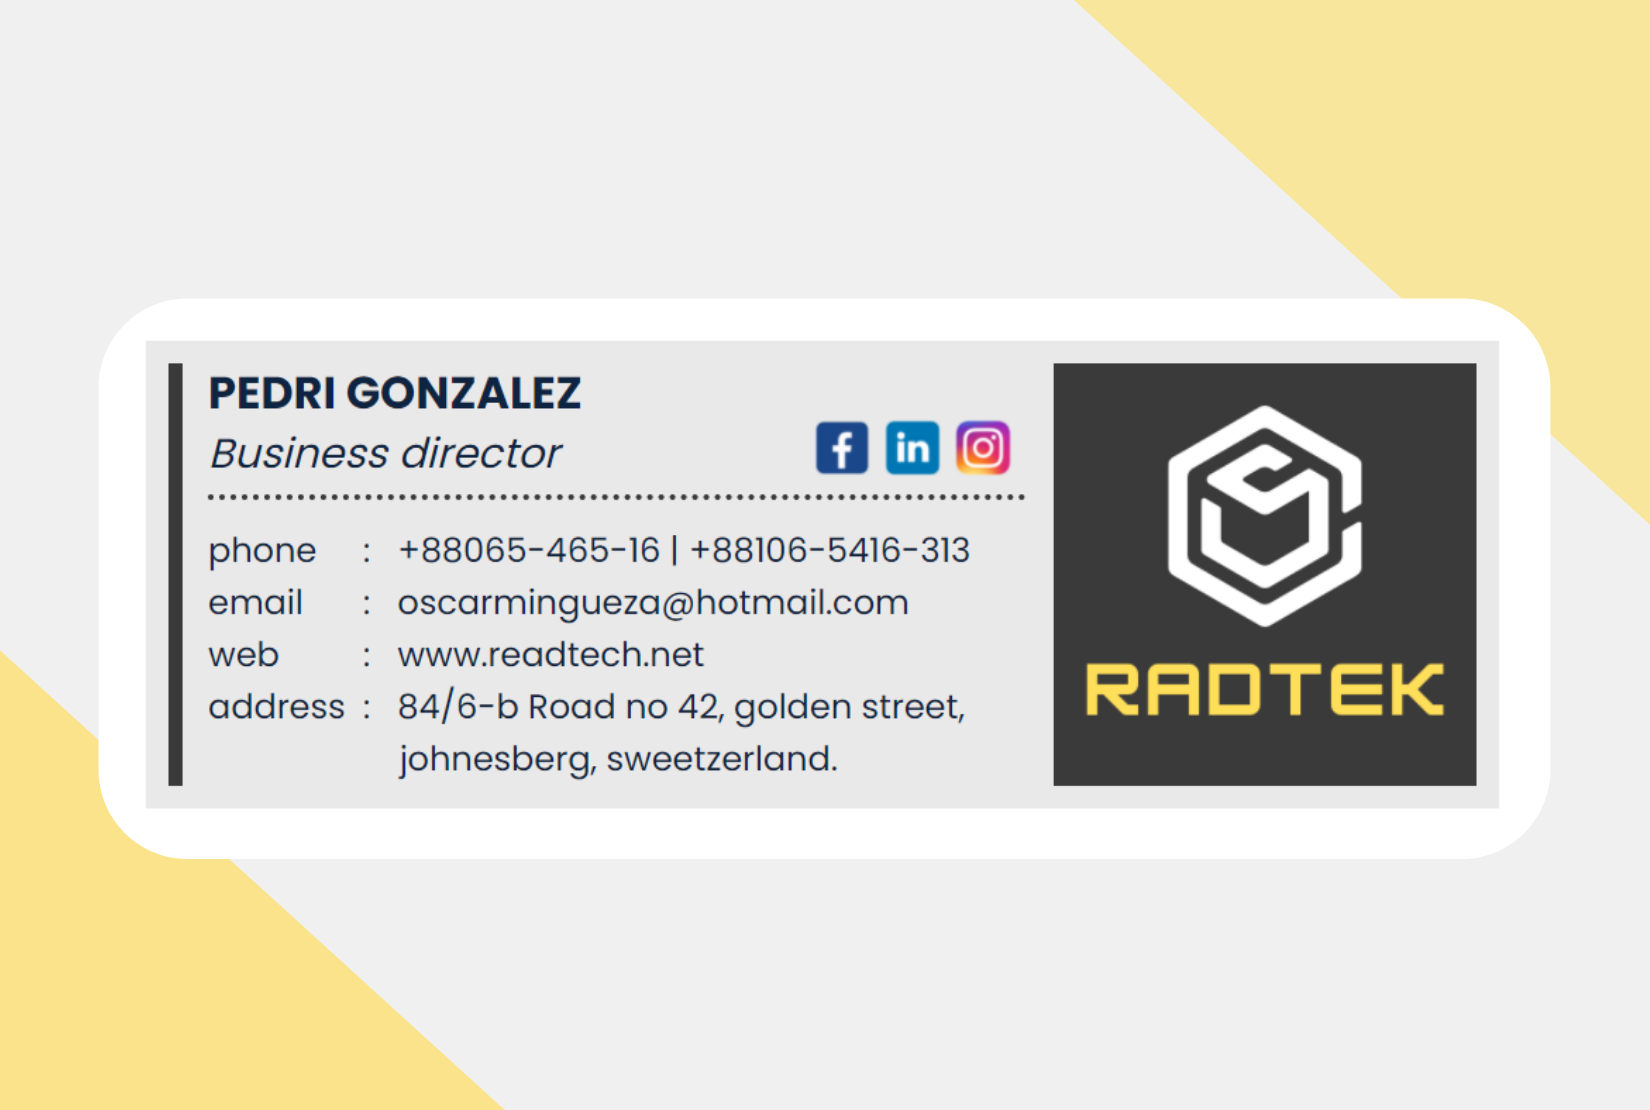 PEDRI GONZALEZ
Business director
phone : +88065-465-16 | +88106-5416-313
email : oscarmingueza@hotmail.com
web : www.readtech.net
address : 84/6-b Road no 42, golden street,
johnesberg, sweetzerland.
RADTEK